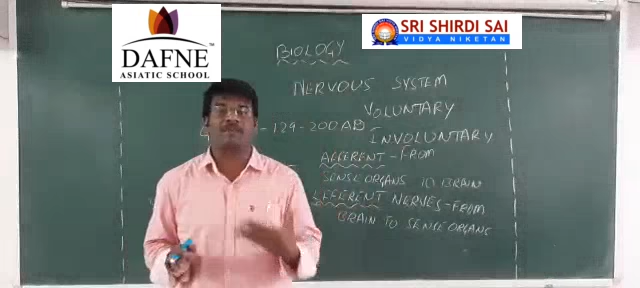 DAFNE
ASIATIC SCHOOL
SRI SHIRDI SAI
VIDYA NIKETAN
BIOLOGY
NERVOUS SYSTEM
VOLUNTARY
- 129-200AD
INVOLUNTARY
AFFERENT - FROM
SENSE ORGANS TO BRAIN
EFFERENT NERVES-FROM
BRAIN TO SENSE ORGANS